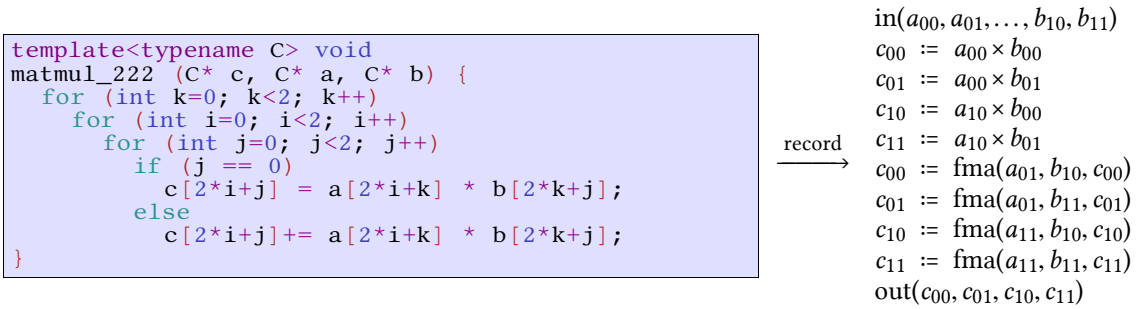 template<typename C> void
matmul_222 (C* c, C* a, C* b) {
  for (int k=0; k<2; k++)
    for (int i=0; i<2; i++)
      for (int j=0; j<2; j++)
        if (j == 0)
          c[2*i+j] = a[2*i+k] * b[2*k+j];
        else
          c[2*i+j]+= a[2*i+k] * b[2*k+j];
}
record
in(a₀₀, a₀₁, …, b₁₀, b₁₁)
c₀₀ ≔ a₀₀ × b₀₀
c₀₁ ≔ a₀₀ × b₀₁
c₁₀ ≔ a₁₀ × b₀₀
c₁₁ ≔ a₁₀ × b₀₁
c₀₀ ≔ fma(a₀₁, b₁₀, c₀₀)
c₀₁ ≔ fma(a₀₁, b₁₁, c₀₁)
c₁₀ ≔ fma(a₁₁, b₁₀, c₁₀)
c₁₁ ≔ fma(a₁₁, b₁₁, c₁₁)
out(c₀₀, c₀₁, c₁₀, c₁₁)